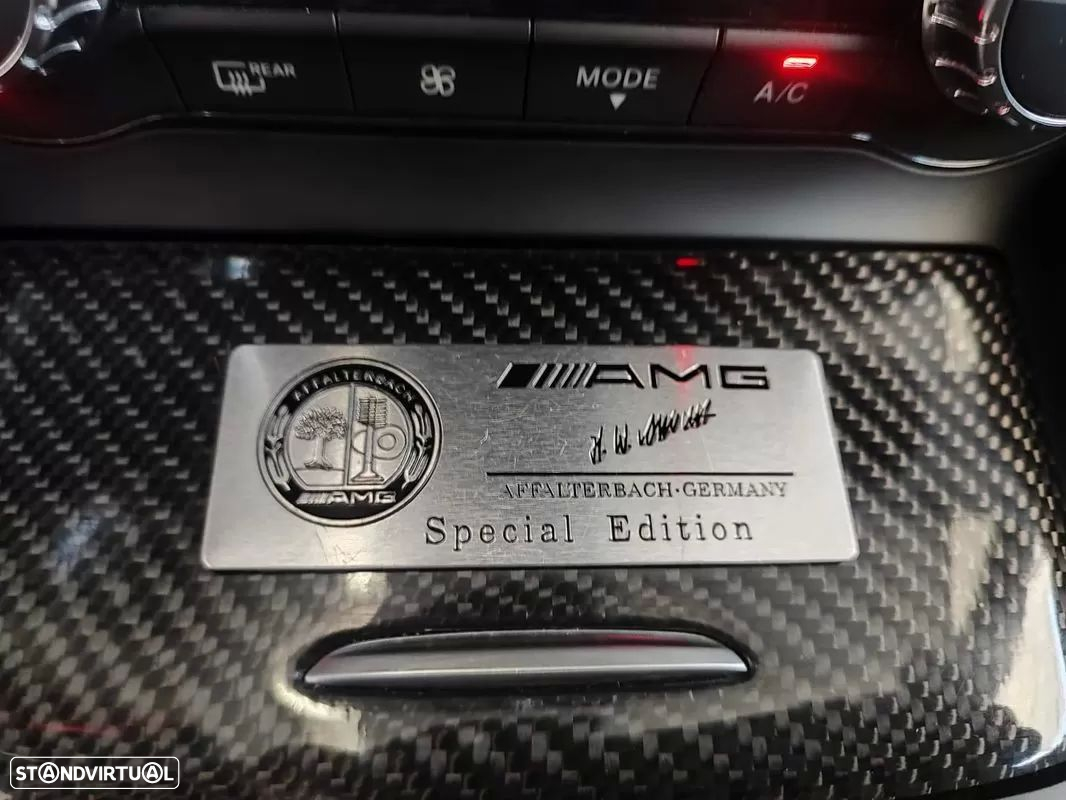 REAR
MODE
A/C
AFFALTERBACH
AMG
AMG
AFFALTERBACH·GERMANY
Special Edition
STANDVIRTUAL